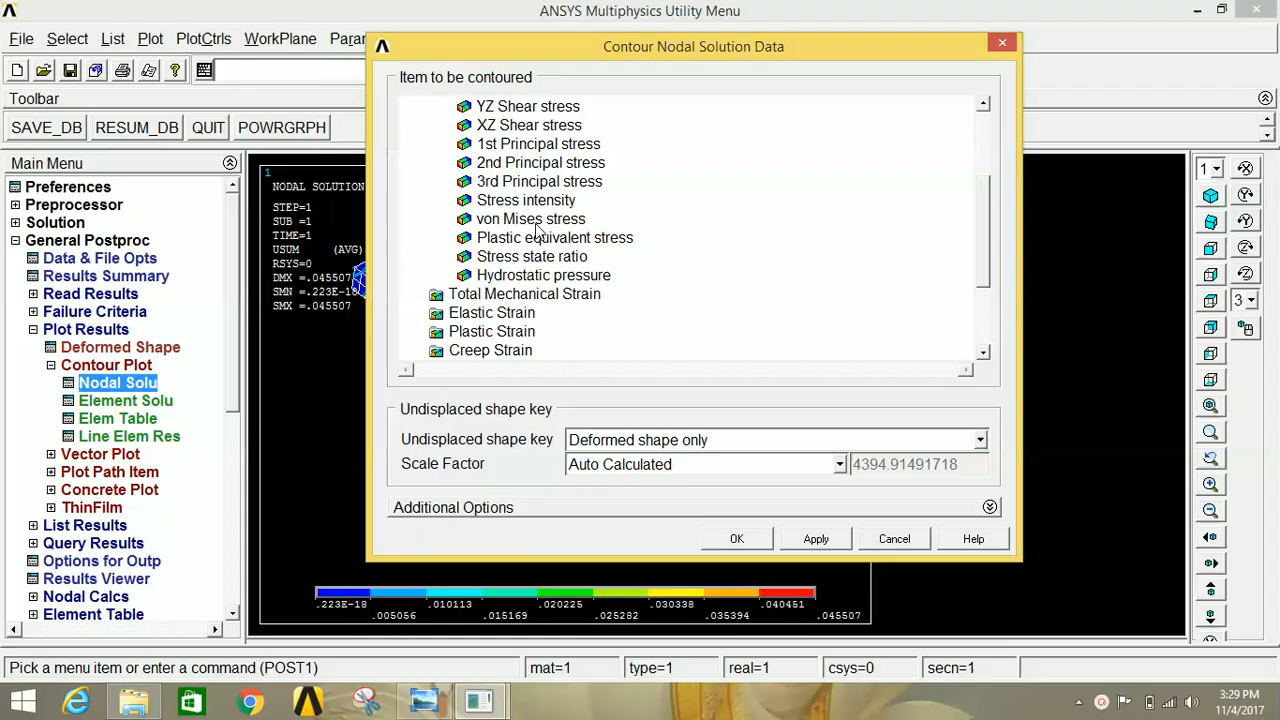 ANSYS Multiphysics Utility Menu
File Select List Plot PlotCtrls WorkPlane Param
Contour Nodal Solution Data
Toolbar
SAVE_DB RESUM_DB QUIT POWRGRPH
Main Menu
Preferences
Preprocessor
Solution
General Postproc
Data & File Opts
Results Summary
Read Results
Failure Criteria
Plot Results
Deformed Shape
Contour Plot
Nodal Solu
Element Solu
Elem Table
Line Elem Res
Vector Plot
Plot Path Item
Concrete Plot
ThinFilm
List Results
Query Results
Options for Outp
Results Viewer
Nodal Calcs
Element Table
1
NODAL SOLUTION
STEP=1
SUB =1
TIME=1
USUM (AVG)
RSYS=0
DMX =.045507
SMN =.223E-18
SMX =.045507
Item to be contoured
YZ Shear stress
XZ Shear stress
1st Principal stress
2nd Principal stress
3rd Principal stress
Stress intensity
von Mises stress
Plastic equivalent stress
Stress state ratio
Hydrostatic pressure
Total Mechanical Strain
Elastic Strain
Plastic Strain
Creep Strain
Undisplaced shape key
Undisplaced shape key Deformed shape only
Scale Factor Auto Calculated 4394.91491718
Additional Options
OK Apply Cancel Help
.223E-18 .010113 .020225 .030338 .040451
.005056 .015169 .025282 .035394 .045507
1
3
Pick a menu item or enter a command (POST1) mat=1 type=1 real=1 csys=0 secn=1
3:29 PM
11/4/2017